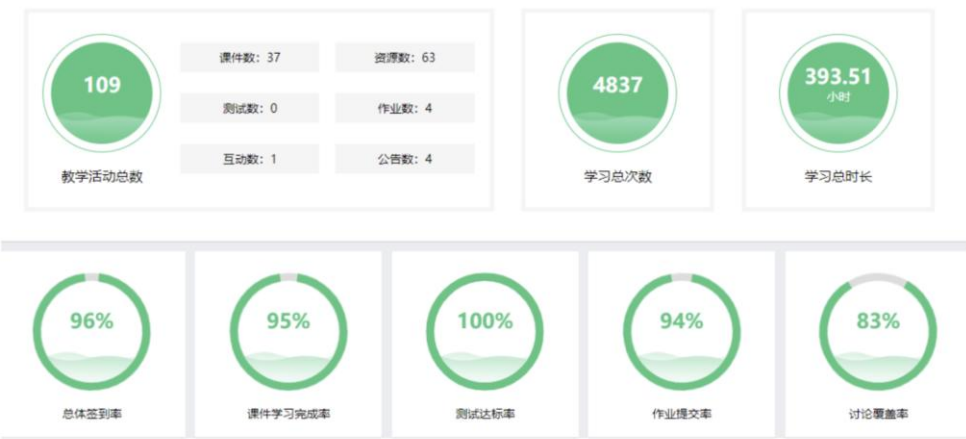 109
教学活动总数
课件数：37
资源数：63
测试数：0
作业数：4
互动数：1
公告数：4
4837
学习总次数
393.51
小时
学习总时长
96%
总体签到率
95%
课件学习完成率
100%
测试达标率
94%
作业提交率
83%
讨论覆盖率